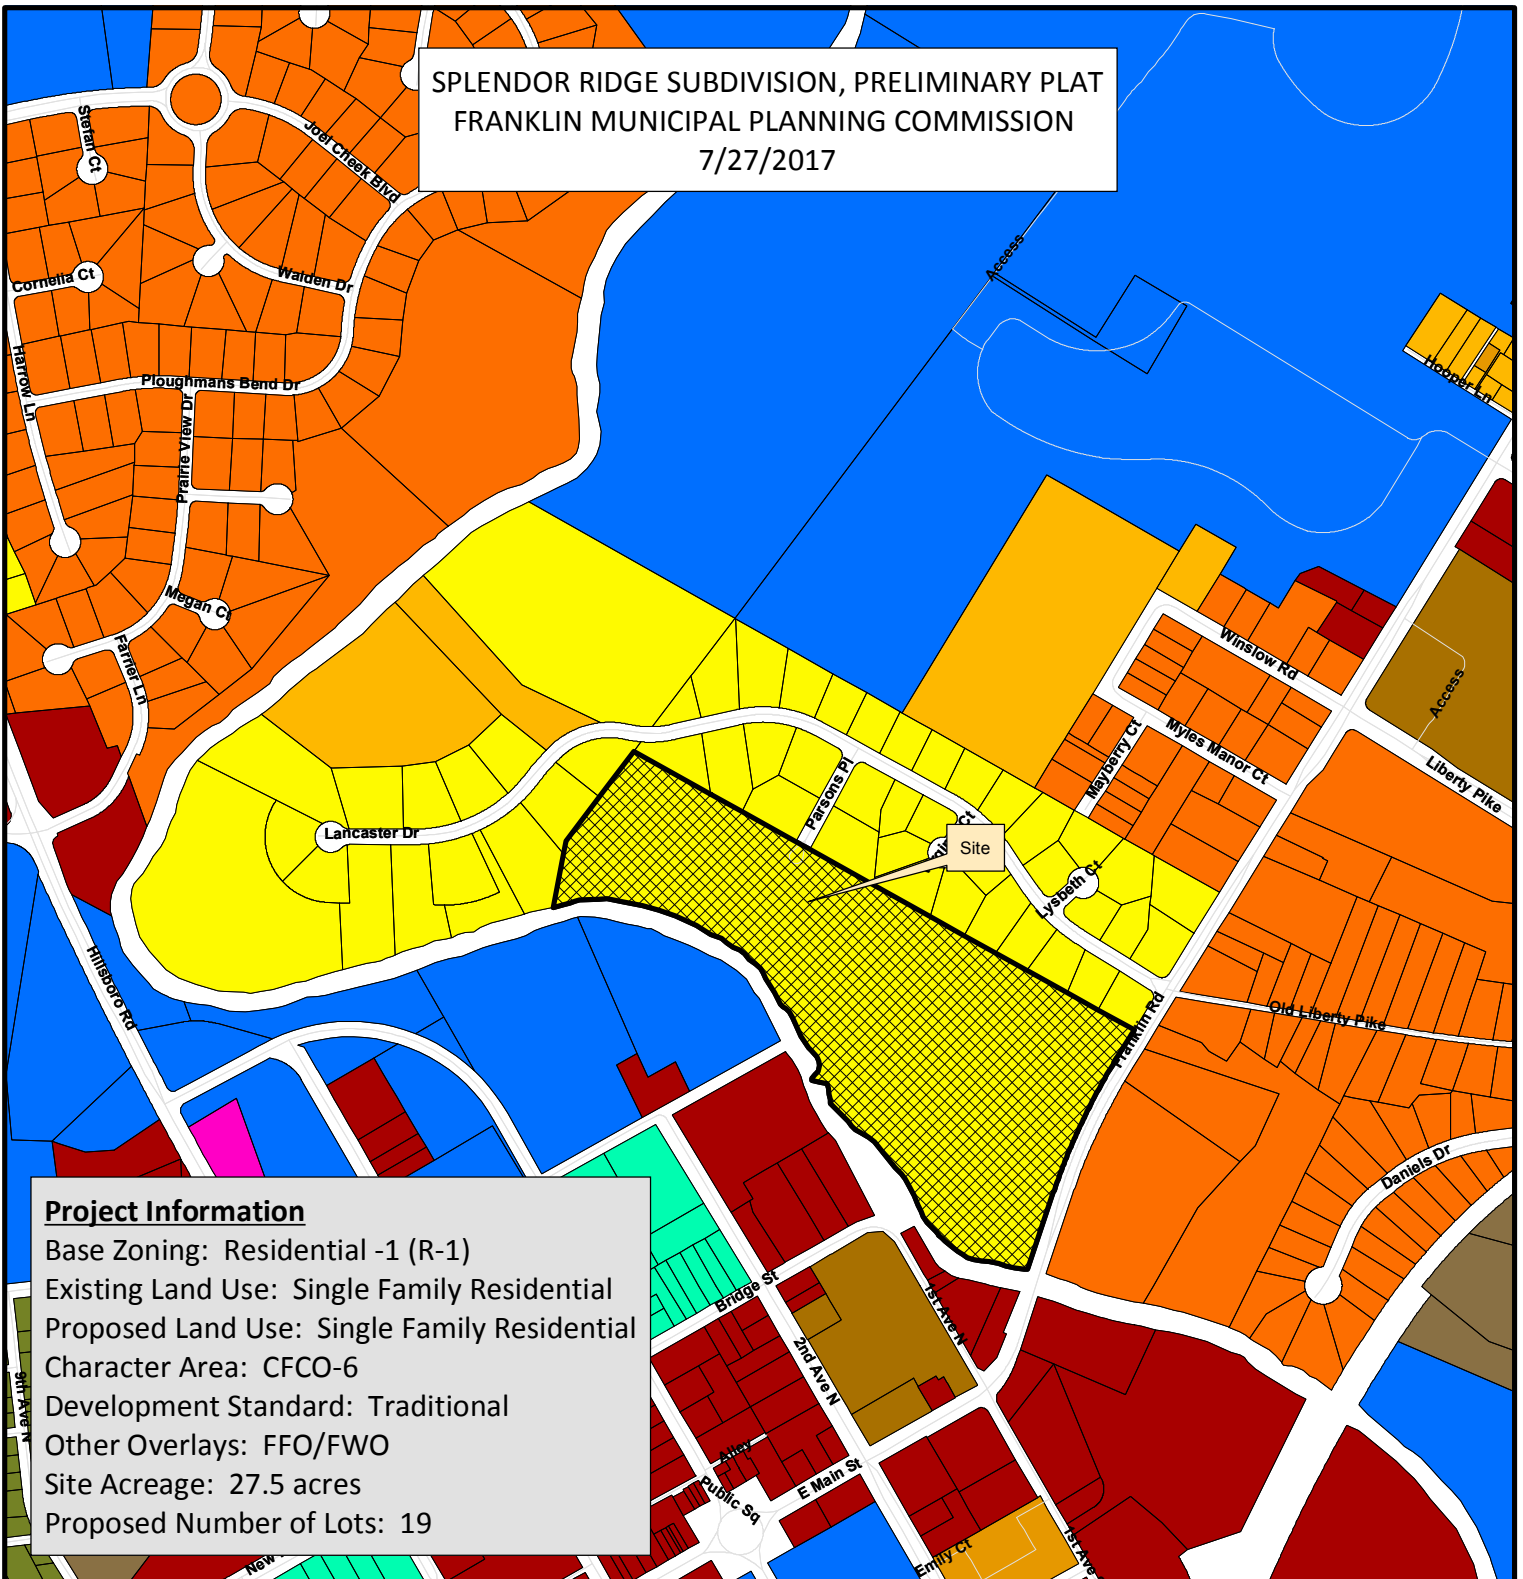 SPLENDOR RIDGE SUBDIVISION, PRELIMINARY PLAT
FRANKLIN MUNICIPAL PLANNING COMMISSION
7/27/2017
Stefan Ct
Joel Cheek Blvd
Cornelia Ct
Walden Dr
Access
Harrow Ln
Ploughmans Bend Dr
Prairie View Dr
Hooper Ln
Megan Ct
Farrier Ln
Winslow Rd
Access
Myles Manor Ct
Mayberry Ct
Liberty Pike
Parsons Pl
Lancaster Dr
Ct
Site
Lysbeth Ct
Hillsboro Rd
Franklin Rd
Old Liberty Pike
Daniels Dr
Project Information
Base Zoning: Residential -1 (R-1)
Existing Land Use: Single Family Residential
Proposed Land Use: Single Family Residential
Character Area: CFCO-6
Development Standard: Traditional
Other Overlays: FFO/FWO
Site Acreage: 27.5 acres
Proposed Number of Lots: 19
Bridge St
1st Ave N
2nd Ave N
9th Ave N
Alley
Public Sq
E Main St
New
Emily Ct
1st Ave